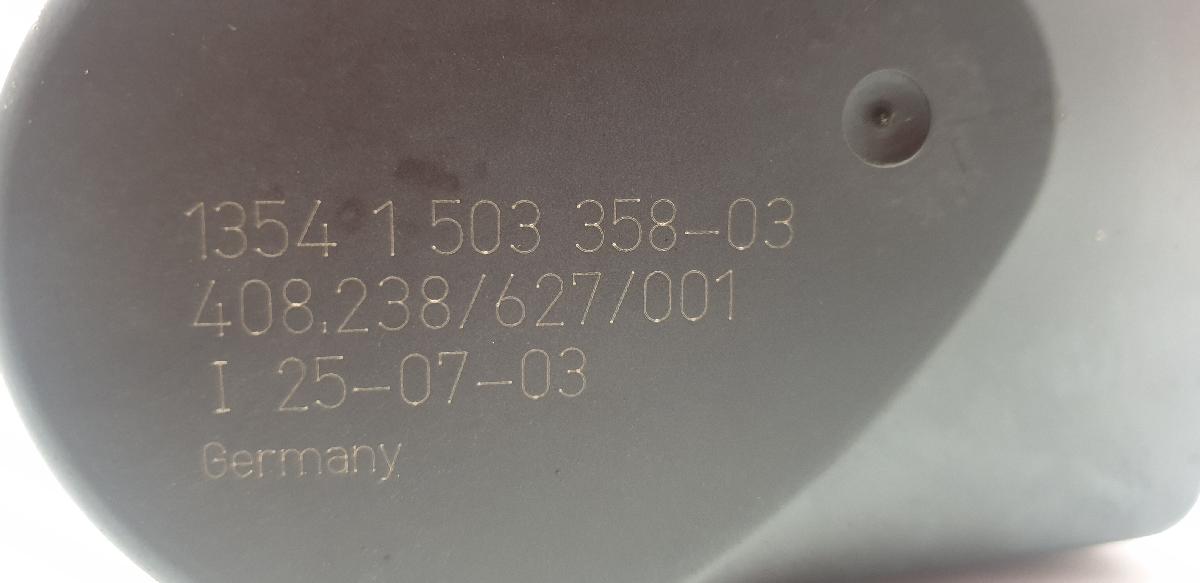 1354 1 503 358-03
408.238/627/001
I 25-07-03
Germany